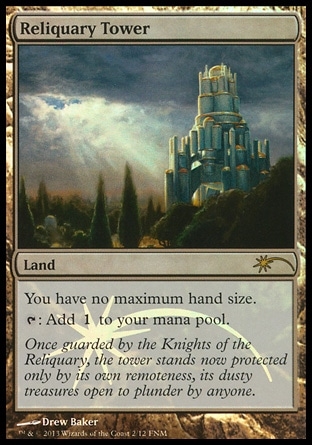 Reliquary Tower
Land
You have no maximum hand size.
: Add 1 to your mana pool.
Once guarded by the Knights of the
Reliquary, the tower stands now protected
only by its own remoteness, its dusty
treasures open to plunder by anyone.
Drew Baker
™ & © 2013 Wizards of the Coast 2/12 FNM